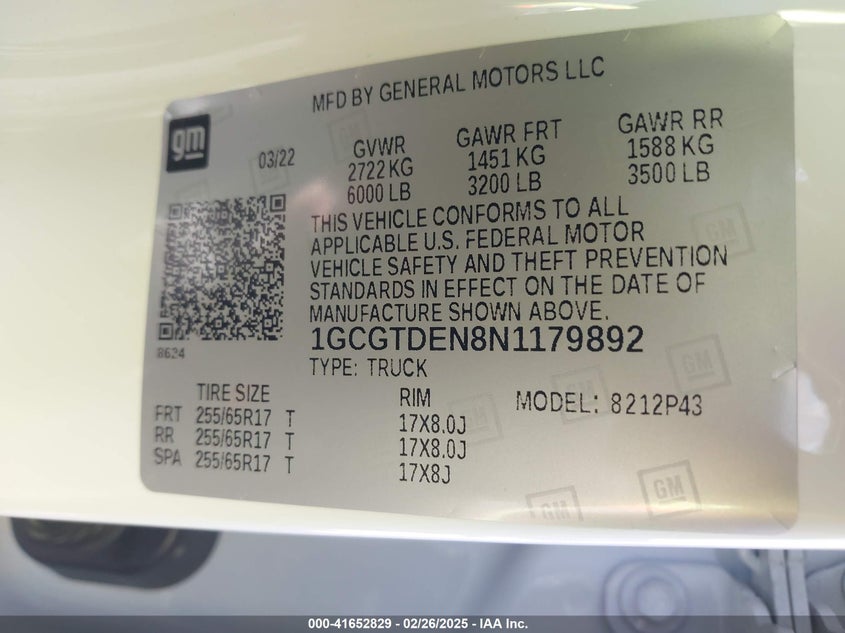 MFD BY GENERAL MOTORS LLC
gm
03/22
GVWR GAWR FRT GAWR RR
2722 KG 1451 KG 1588 KG
6000 LB 3200 LB 3500 LB
THIS VEHICLE CONFORMS TO ALL
APPLICABLE U.S. FEDERAL MOTOR
VEHICLE SAFETY AND THEFT PREVENTION
STANDARDS IN EFFECT ON THE DATE OF
MANUFACTURE SHOWN ABOVE.
8624
1GCGTDEN8N1179892
TYPE: TRUCK
TIRE SIZE RIM MODEL: 8212P43
FRT 255/65R17 T 17X8.0J
RR 255/65R17 T 17X8.0J
SPA 255/65R17 T 17X8J
GM
GM
GM
GM
000-41652829 - 02/26/2025 - IAA Inc.